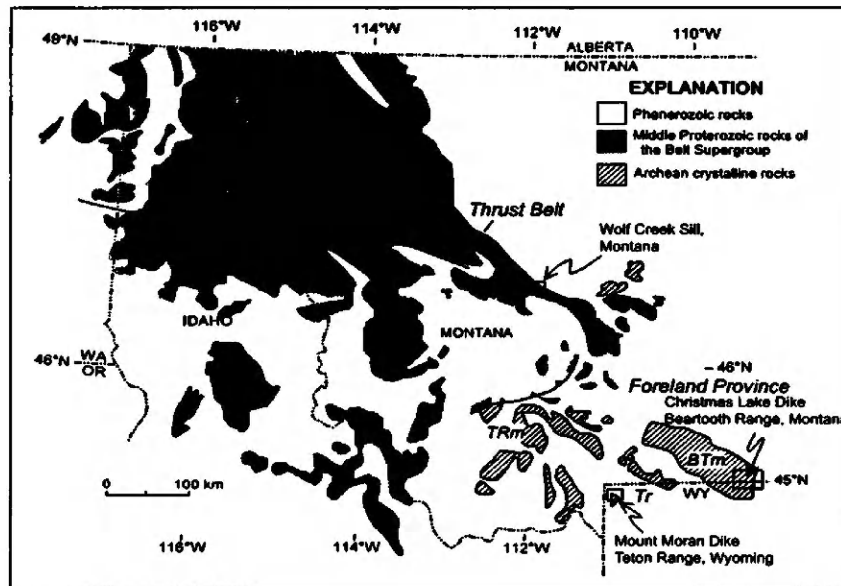 116°W
114°W
112°W
110°W
49°N
ALBERTA
MONTANA
EXPLANATION
Phenerozoic rocks
Middle Proterozoic rocks of
the Belt Supergroup
Archean crystalline rocks
Thrust Belt
Wolf Creek Sill,
Montana
IDAHO
MONTANA
46°N
WA
OR
46°N
Foreland Province
Christmas Lake Dike
Beartooth Range, Montana
TRm
BTm
0 100 km
45°N
Tr
WY
116°W
114°W
112°W
Mount Moran Dike
Teton Range, Wyoming